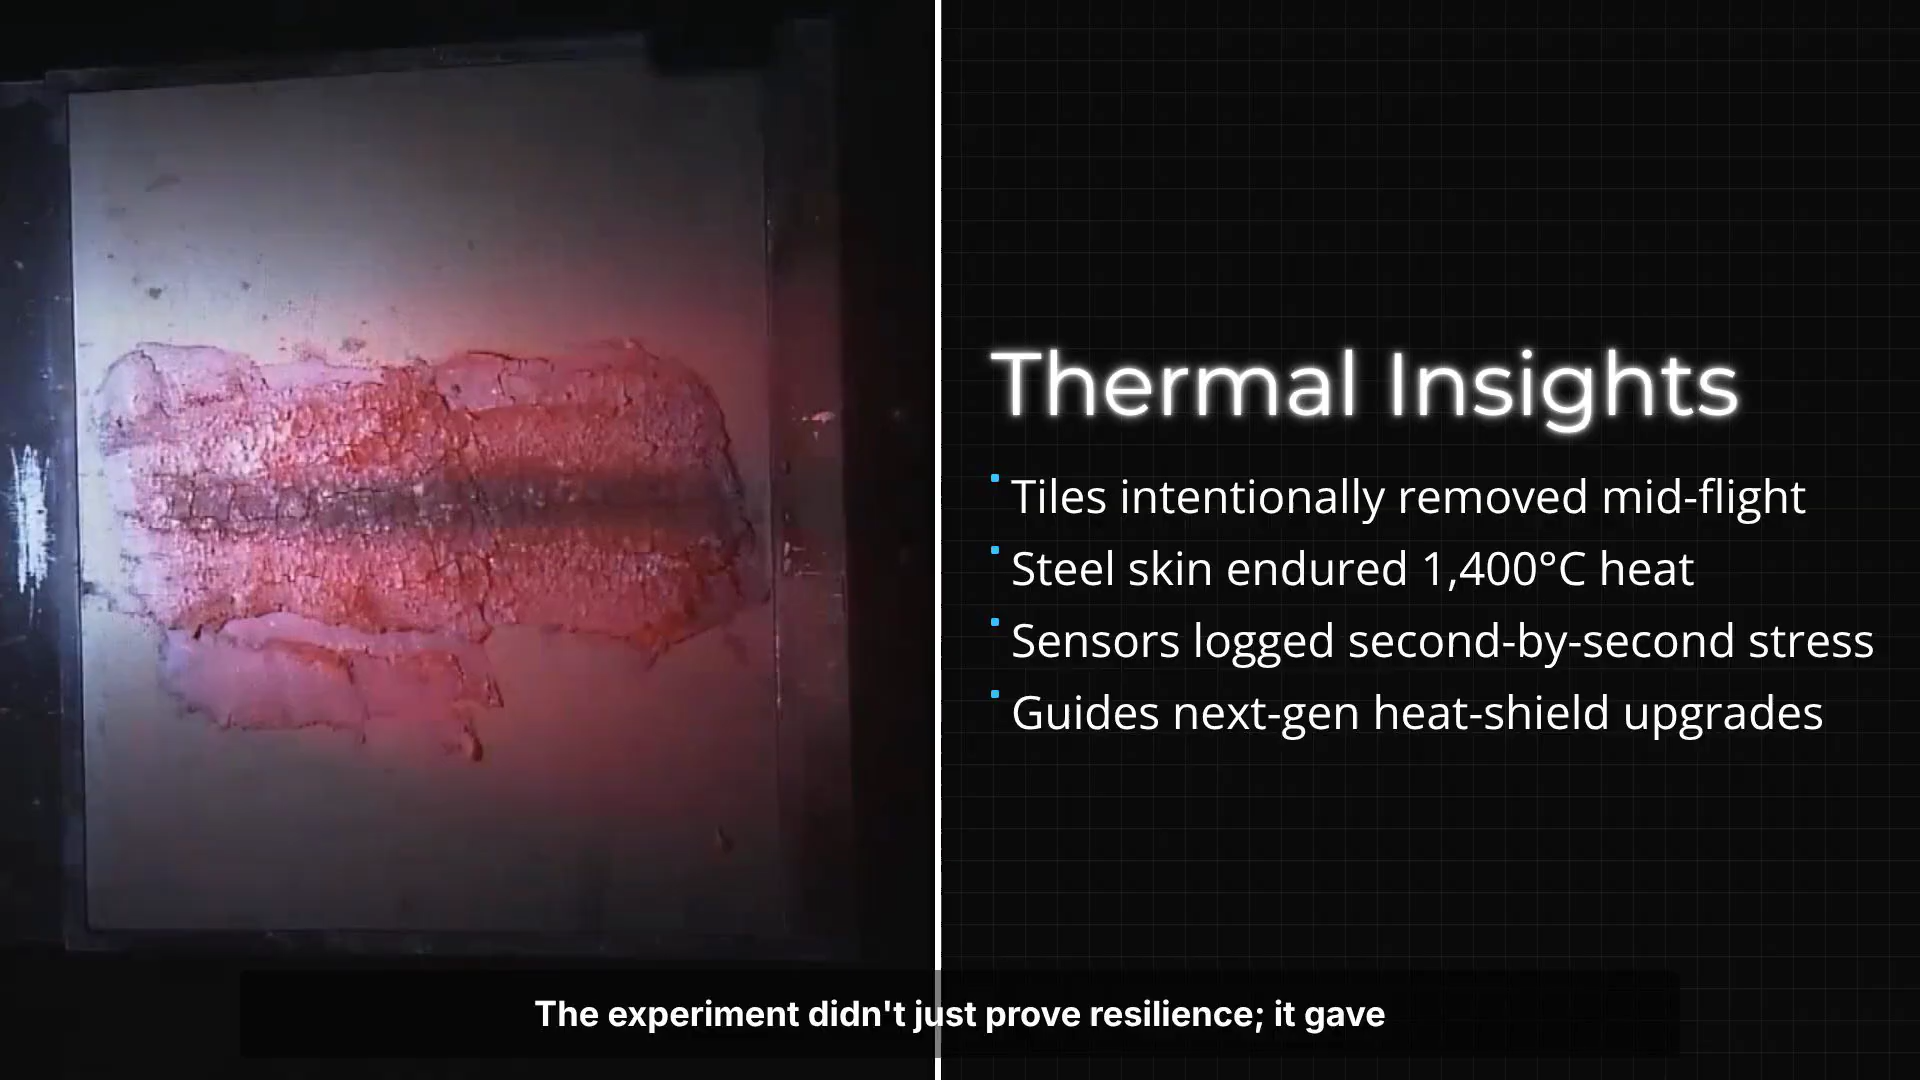 Thermal Insights
Tiles intentionally removed mid-flight
Steel skin endured 1,400°C heat
Sensors logged second-by-second stress
Guides next-gen heat-shield upgrades
The experiment didn't just prove resilience; it gave